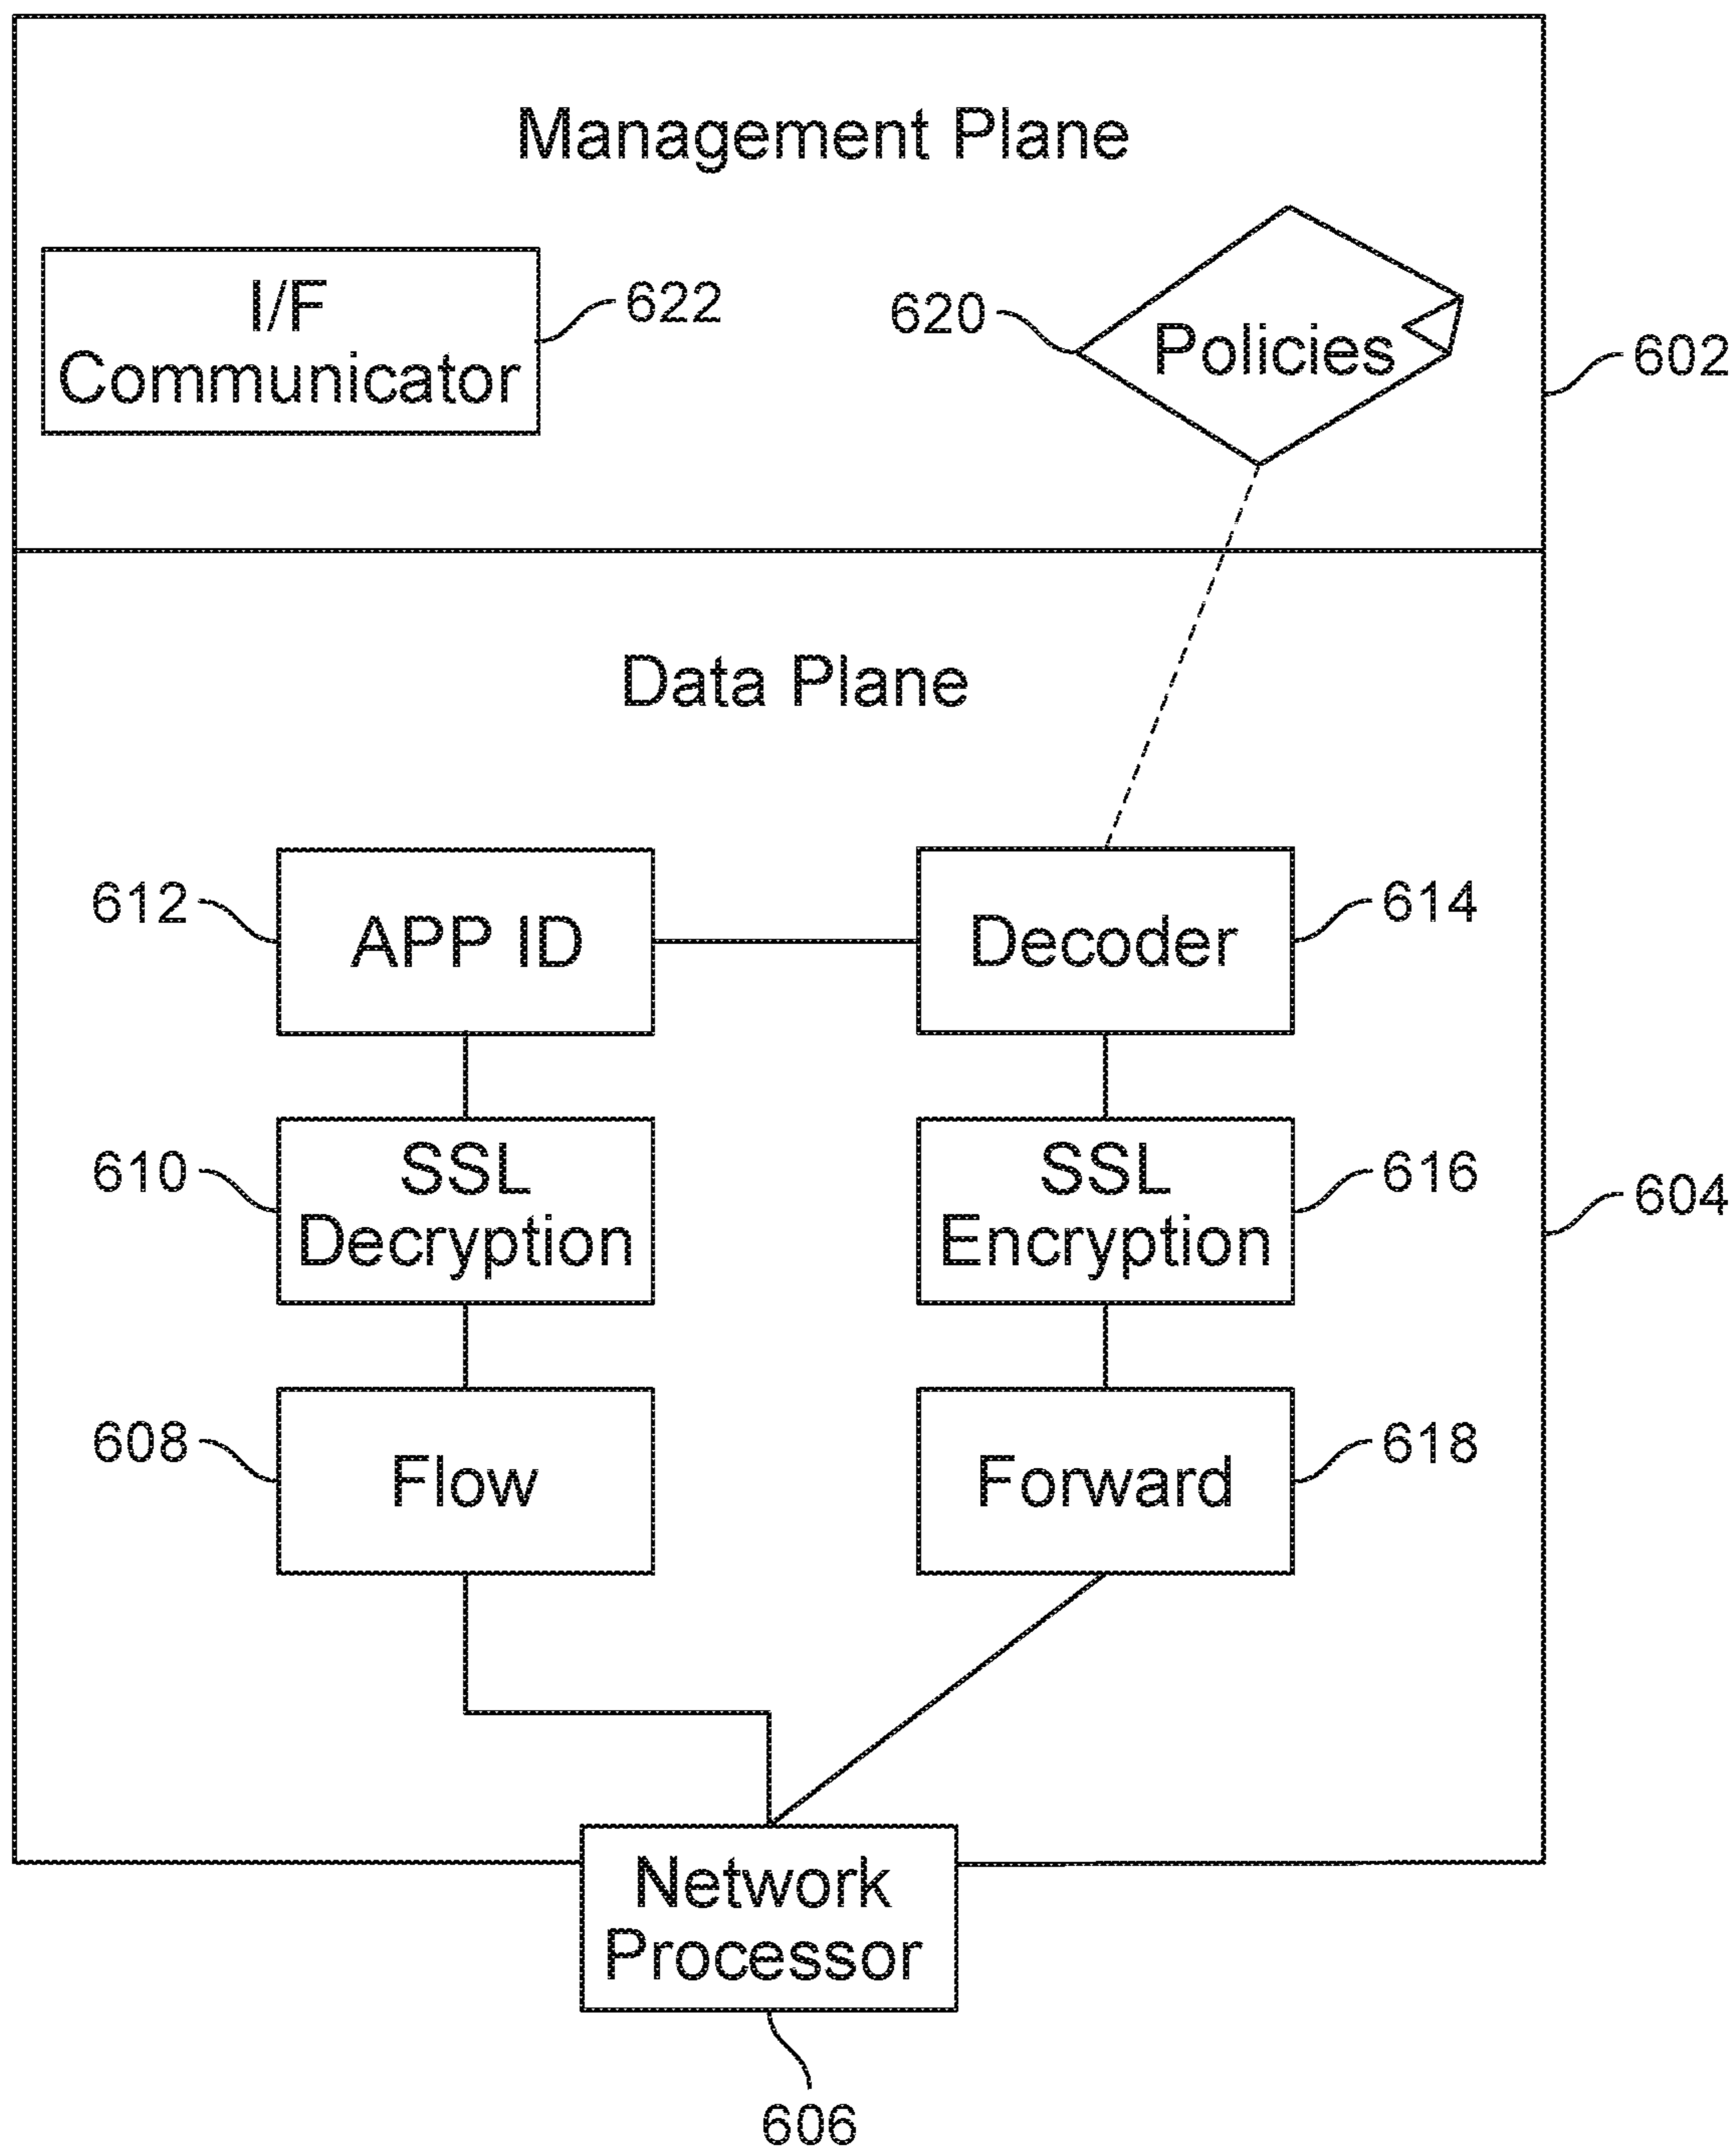 Management Plane
I/F
Communicator
622
620
Policies
602
Data Plane
612
APP ID
Decoder
614
610
SSL
Decryption
SSL
Encryption
616
604
608
Flow
Forward
618
Network
Processor
606